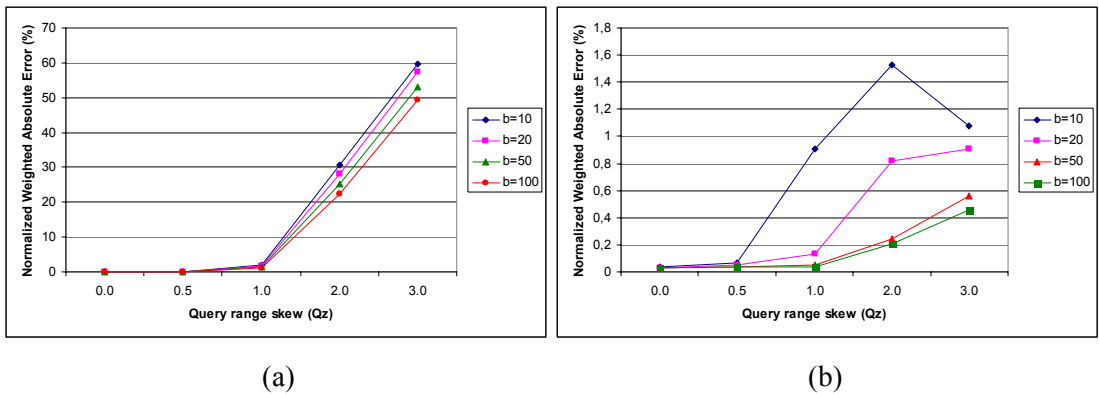 Normalized Weighted Absolute Error (%)
70
60
50
40
30
20
10
0
0.0 0.5 1.0 2.0 3.0
Query range skew (Qz)
b=10
b=20
b=50
b=100
(a)
Normalized Weighted Absolute Error (%)
1,8
1,6
1,4
1,2
1
0,8
0,6
0,4
0,2
0
0.0 0.5 1.0 2.0 3.0
Query range skew (Qz)
b=10
b=20
b=50
b=100
(b)